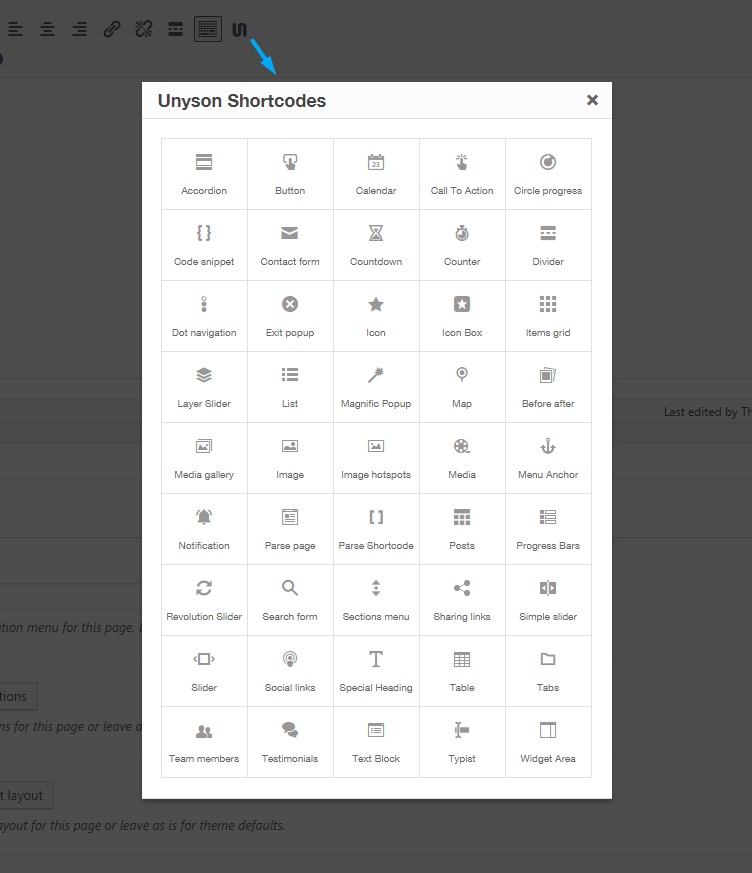 Unyson Shortcodes
Accordion
Button
23
Calendar
Call To Action
Circle progress
Code snippet
Contact form
Countdown
Counter
Divider
Dot navigation
Exit popup
Icon
Icon Box
Items grid
Layer Slider
List
Magnific Popup
Map
Before after
Last edited by Th
Media gallery
Image
Image hotspots
Media
Menu Anchor
Notification
Parse page
Parse Shortcode
Posts
Progress Bars
Revolution Slider
Search form
Sections menu
Sharing links
Simple slider
tion menu for this page.
Slider
Social links
Special Heading
Table
Tabs
tions
ns for this page or leave a
Team members
Testimonials
Text Block
Typist
Widget Area
t layout
ayout for this page or leave as is for theme defaults.